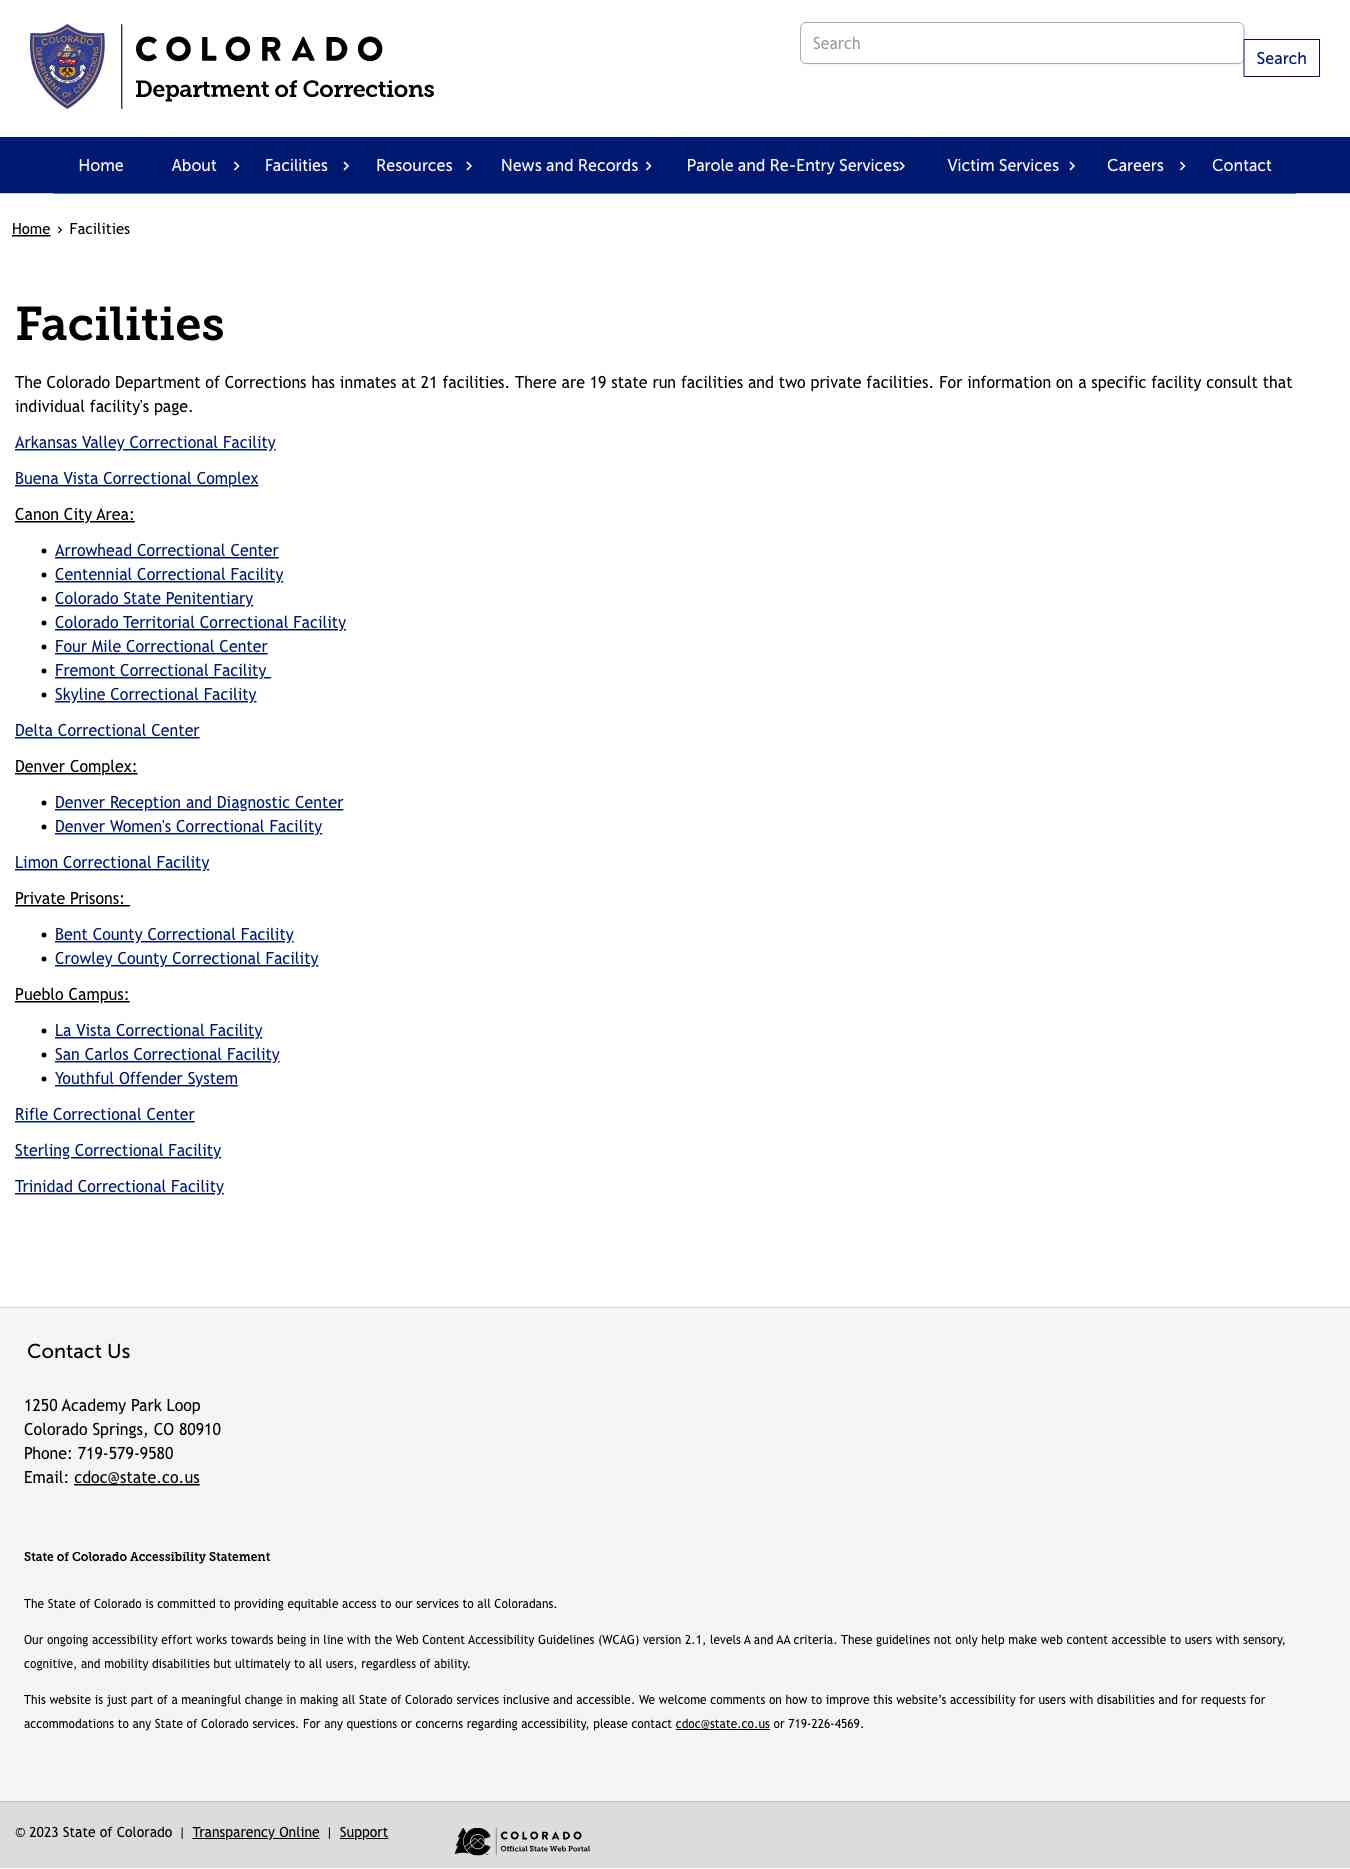 COLORADO
Department of Corrections
Search
Search
Home About Facilities Resources News and Records Parole and Re-Entry Services Victim Services Careers Contact
Home › Facilities
Facilities
The Colorado Department of Corrections has inmates at 21 facilities. There are 19 state run facilities and two private facilities. For information on a specific facility consult that
individual facility's page.
Arkansas Valley Correctional Facility
Buena Vista Correctional Complex
Canon City Area:
• Arrowhead Correctional Center
• Centennial Correctional Facility
• Colorado State Penitentiary
• Colorado Territorial Correctional Facility
• Four Mile Correctional Center
• Fremont Correctional Facility
• Skyline Correctional Facility
Delta Correctional Center
Denver Complex:
• Denver Reception and Diagnostic Center
• Denver Women's Correctional Facility
Limon Correctional Facility
Private Prisons:
• Bent County Correctional Facility
• Crowley County Correctional Facility
Pueblo Campus:
• La Vista Correctional Facility
• San Carlos Correctional Facility
• Youthful Offender System
Rifle Correctional Center
Sterling Correctional Facility
Trinidad Correctional Facility
Contact Us
1250 Academy Park Loop
Colorado Springs, CO 80910
Phone: 719-579-9580
Email: cdoc@state.co.us
State of Colorado Accessibility Statement
The State of Colorado is committed to providing equitable access to our services to all Coloradans.
Our ongoing accessibility effort works towards being in line with the Web Content Accessibility Guidelines (WCAG) version 2.1, levels A and AA criteria. These guidelines not only help make web content accessible to users with sensory,
cognitive, and mobility disabilities but ultimately to all users, regardless of ability.
This website is just part of a meaningful change in making all State of Colorado services inclusive and accessible. We welcome comments on how to improve this website’s accessibility for users with disabilities and for requests for
accommodations to any State of Colorado services. For any questions or concerns regarding accessibility, please contact cdoc@state.co.us or 719-226-4569.
© 2023 State of Colorado | Transparency Online | Support
COLORADO
Official State Web Portal